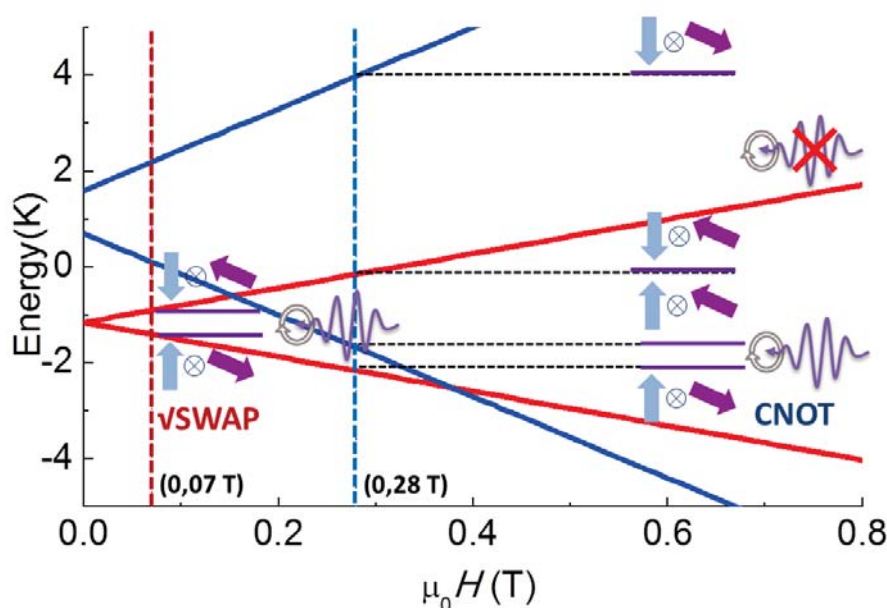 Energy(K)
4
2
0
-2
-4
√SWAP
CNOT
(0,07 T)
(0,28 T)
0.0
0.2
0.4
0.6
0.8
μ₀H(T)